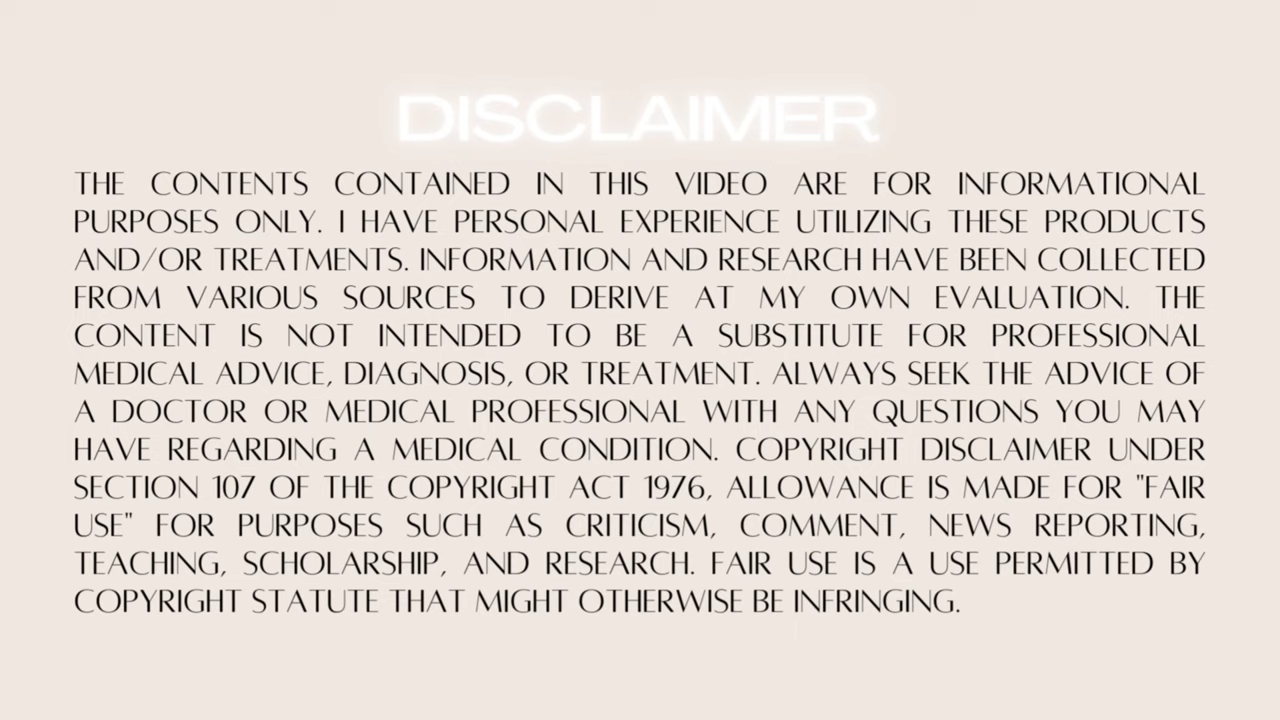 DISCLAIMER
THE CONTENTS CONTAINED IN THIS VIDEO ARE FOR INFORMATIONAL
PURPOSES ONLY. I HAVE PERSONAL EXPERIENCE UTILIZING THESE PRODUCTS
AND/OR TREATMENTS. INFORMATION AND RESEARCH HAVE BEEN COLLECTED
FROM VARIOUS SOURCES TO DERIVE AT MY OWN EVALUATION. THE
CONTENT IS NOT INTENDED TO BE A SUBSTITUTE FOR PROFESSIONAL
MEDICAL ADVICE, DIAGNOSIS, OR TREATMENT. ALWAYS SEEK THE ADVICE OF
A DOCTOR OR MEDICAL PROFESSIONAL WITH ANY QUESTIONS YOU MAY
HAVE REGARDING A MEDICAL CONDITION. COPYRIGHT DISCLAIMER UNDER
SECTION 107 OF THE COPYRIGHT ACT 1976, ALLOWANCE IS MADE FOR "FAIR
USE" FOR PURPOSES SUCH AS CRITICISM, COMMENT, NEWS REPORTING,
TEACHING, SCHOLARSHIP, AND RESEARCH. FAIR USE IS A USE PERMITTED BY
COPYRIGHT STATUTE THAT MIGHT OTHERWISE BE INFRINGING.